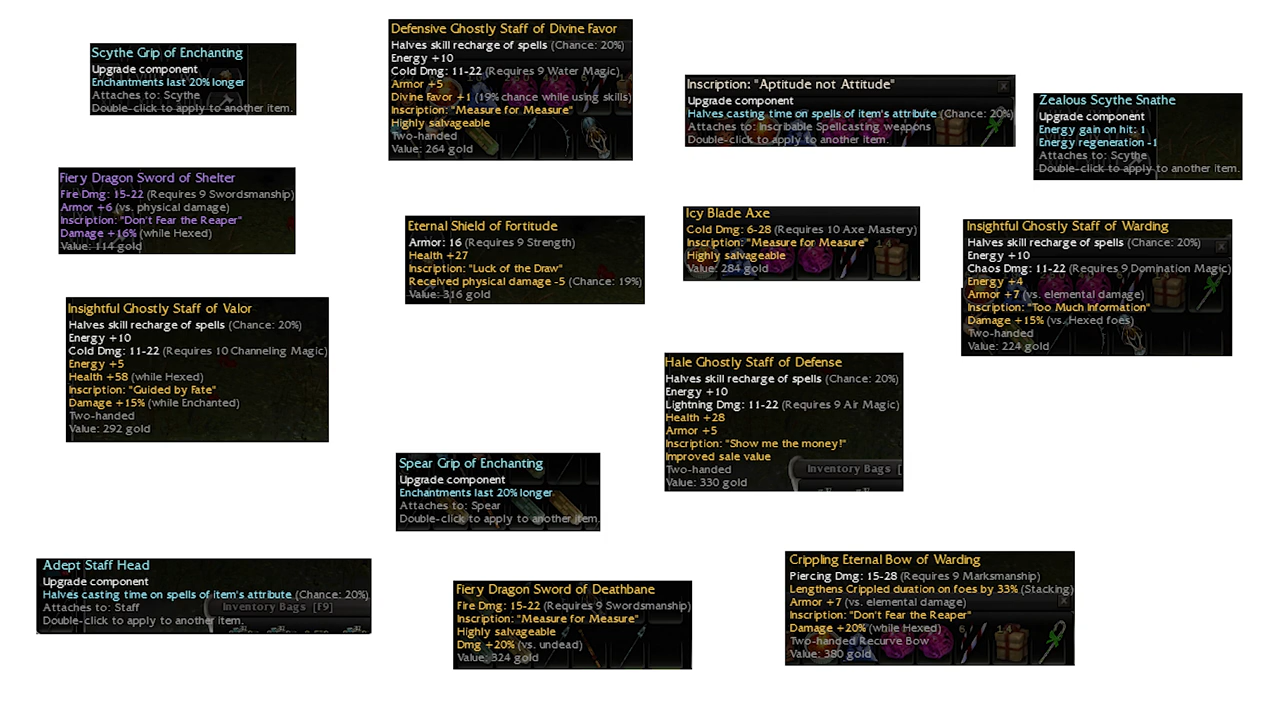 Scythe Grip of Enchanting
Upgrade component
Enchantments last 20% longer
Attaches to: Scythe
Double-click to apply to another item.
Defensive Ghostly Staff of Divine Favor
Halves skill recharge of spells (Chance: 20%)
Energy +10
Cold Dmg: 11-22 (Requires 9 Water Magic)
Armor +5
Divine Favor +1 (19% chance while using skills)
Inscription: "Measure for Measure"
Highly salvageable
Two-handed
Value: 264 gold
Inscription: "Aptitude not Attitude"
Upgrade component
Halves casting time on spells of item's attribute (Chance: 20%)
Attaches to: Inscribable Spellcasting weapons
Double-click to apply to another item.
Zealous Scythe Snathe
Upgrade component
Energy gain on hit: 1
Energy regeneration -1
Attaches to: Scythe
Double-click to apply to another item.
Fiery Dragon Sword of Shelter
Fire Dmg: 15-22 (Requires 9 Swordsmanship)
Armor +6 (vs. physical damage)
Inscription: "Don't Fear the Reaper"
Damage +16% (while Hexed)
Value: 114 gold
Eternal Shield of Fortitude
Armor: 16 (Requires 9 Strength)
Health +27
Inscription: "Luck of the Draw"
Received physical damage -5 (Chance: 19%)
Value: 316 gold
Icy Blade Axe
Cold Dmg: 6-28 (Requires 10 Axe Mastery)
Inscription: "Measure for Measure"
Highly salvageable
Value: 284 gold
Insightful Ghostly Staff of Warding
Halves skill recharge of spells (Chance: 20%)
Energy +10
Chaos Dmg: 11-22 (Requires 9 Domination Magic)
Energy +4
Armor +7 (vs. elemental damage)
Inscription: "Too Much Information"
Damage +15% (vs. Hexed foes)
Two-handed
Value: 224 gold
Insightful Ghostly Staff of Valor
Halves skill recharge of spells (Chance: 20%)
Energy +10
Cold Dmg: 11-22 (Requires 10 Channeling Magic)
Energy +5
Health +58 (while Hexed)
Inscription: "Guided by Fate"
Damage +15% (while Enchanted)
Two-handed
Value: 292 gold
Hale Ghostly Staff of Defense
Halves skill recharge of spells (Chance: 20%)
Energy +10
Lightning Dmg: 11-22 (Requires 9 Air Magic)
Health +28
Armor +5
Inscription: "Show me the money!"
Improved sale value
Two-handed
Inventory Bags [
Value: 330 gold
Spear Grip of Enchanting
Upgrade component
Enchantments last 20% longer
Attaches to: Spear
Double-click to apply to another item.
Adept Staff Head
Upgrade component
Halves casting time on spells of item's attribute (Chance: 20%)
Attaches to: Staff
Inventory Bags [F9]
Double-click to apply to another item.
Fiery Dragon Sword of Deathbane
Fire Dmg: 15-22 (Requires 9 Swordsmanship)
Inscription: "Measure for Measure"
Highly salvageable
Dmg +20% (vs. undead)
Value: 324 gold
Crippling Eternal Bow of Warding
Piercing Dmg: 15-28 (Requires 9 Marksmanship)
Lengthens Crippled duration on foes by 33% (Stacking)
Armor +7 (vs. elemental damage)
Inscription: "Don't Fear the Reaper"
Damage +20% (while Hexed)
Two-handed Recurve Bow
Value: 380 gold